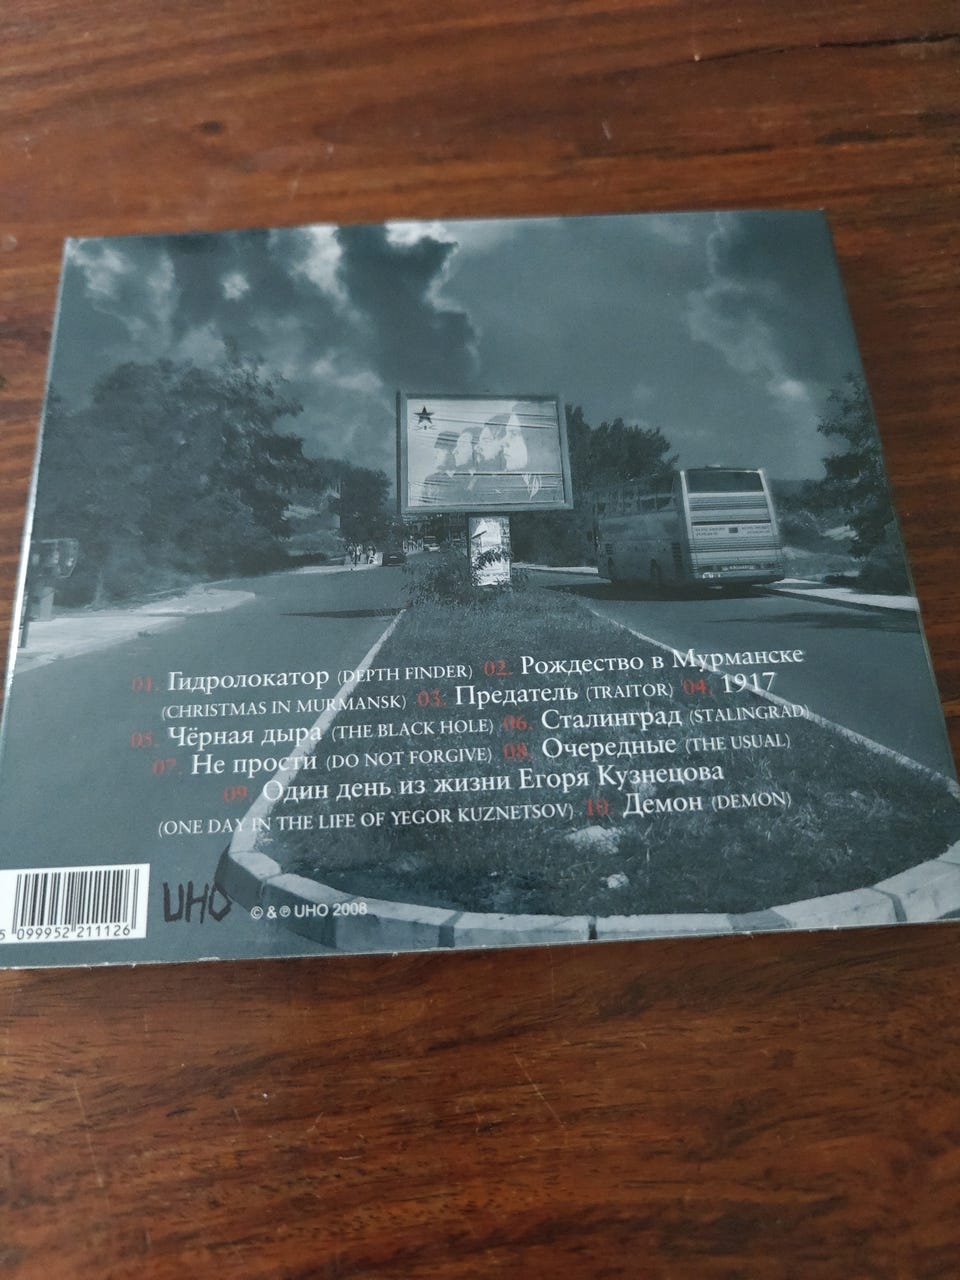 01. Гидролокатор (DEPTH FINDER) 02. Рождество в Мурманске
(CHRISTMAS IN MURMANSK) 03. Предатель (TRAITOR) 04. 1917
05. Чёрная дыра (THE BLACK HOLE) 06. Сталинград (STALINGRAD)
07. Не прости (DO NOT FORGIVE) 08. Очередные (THE USUAL)
09. Один день из жизни Егоря Кузнецова
(ONE DAY IN THE LIFE OF YEGOR KUZNETSOV) 10. Демон (DEMON)
5 099952 211126
UHO
© & ℗ UHO 2008